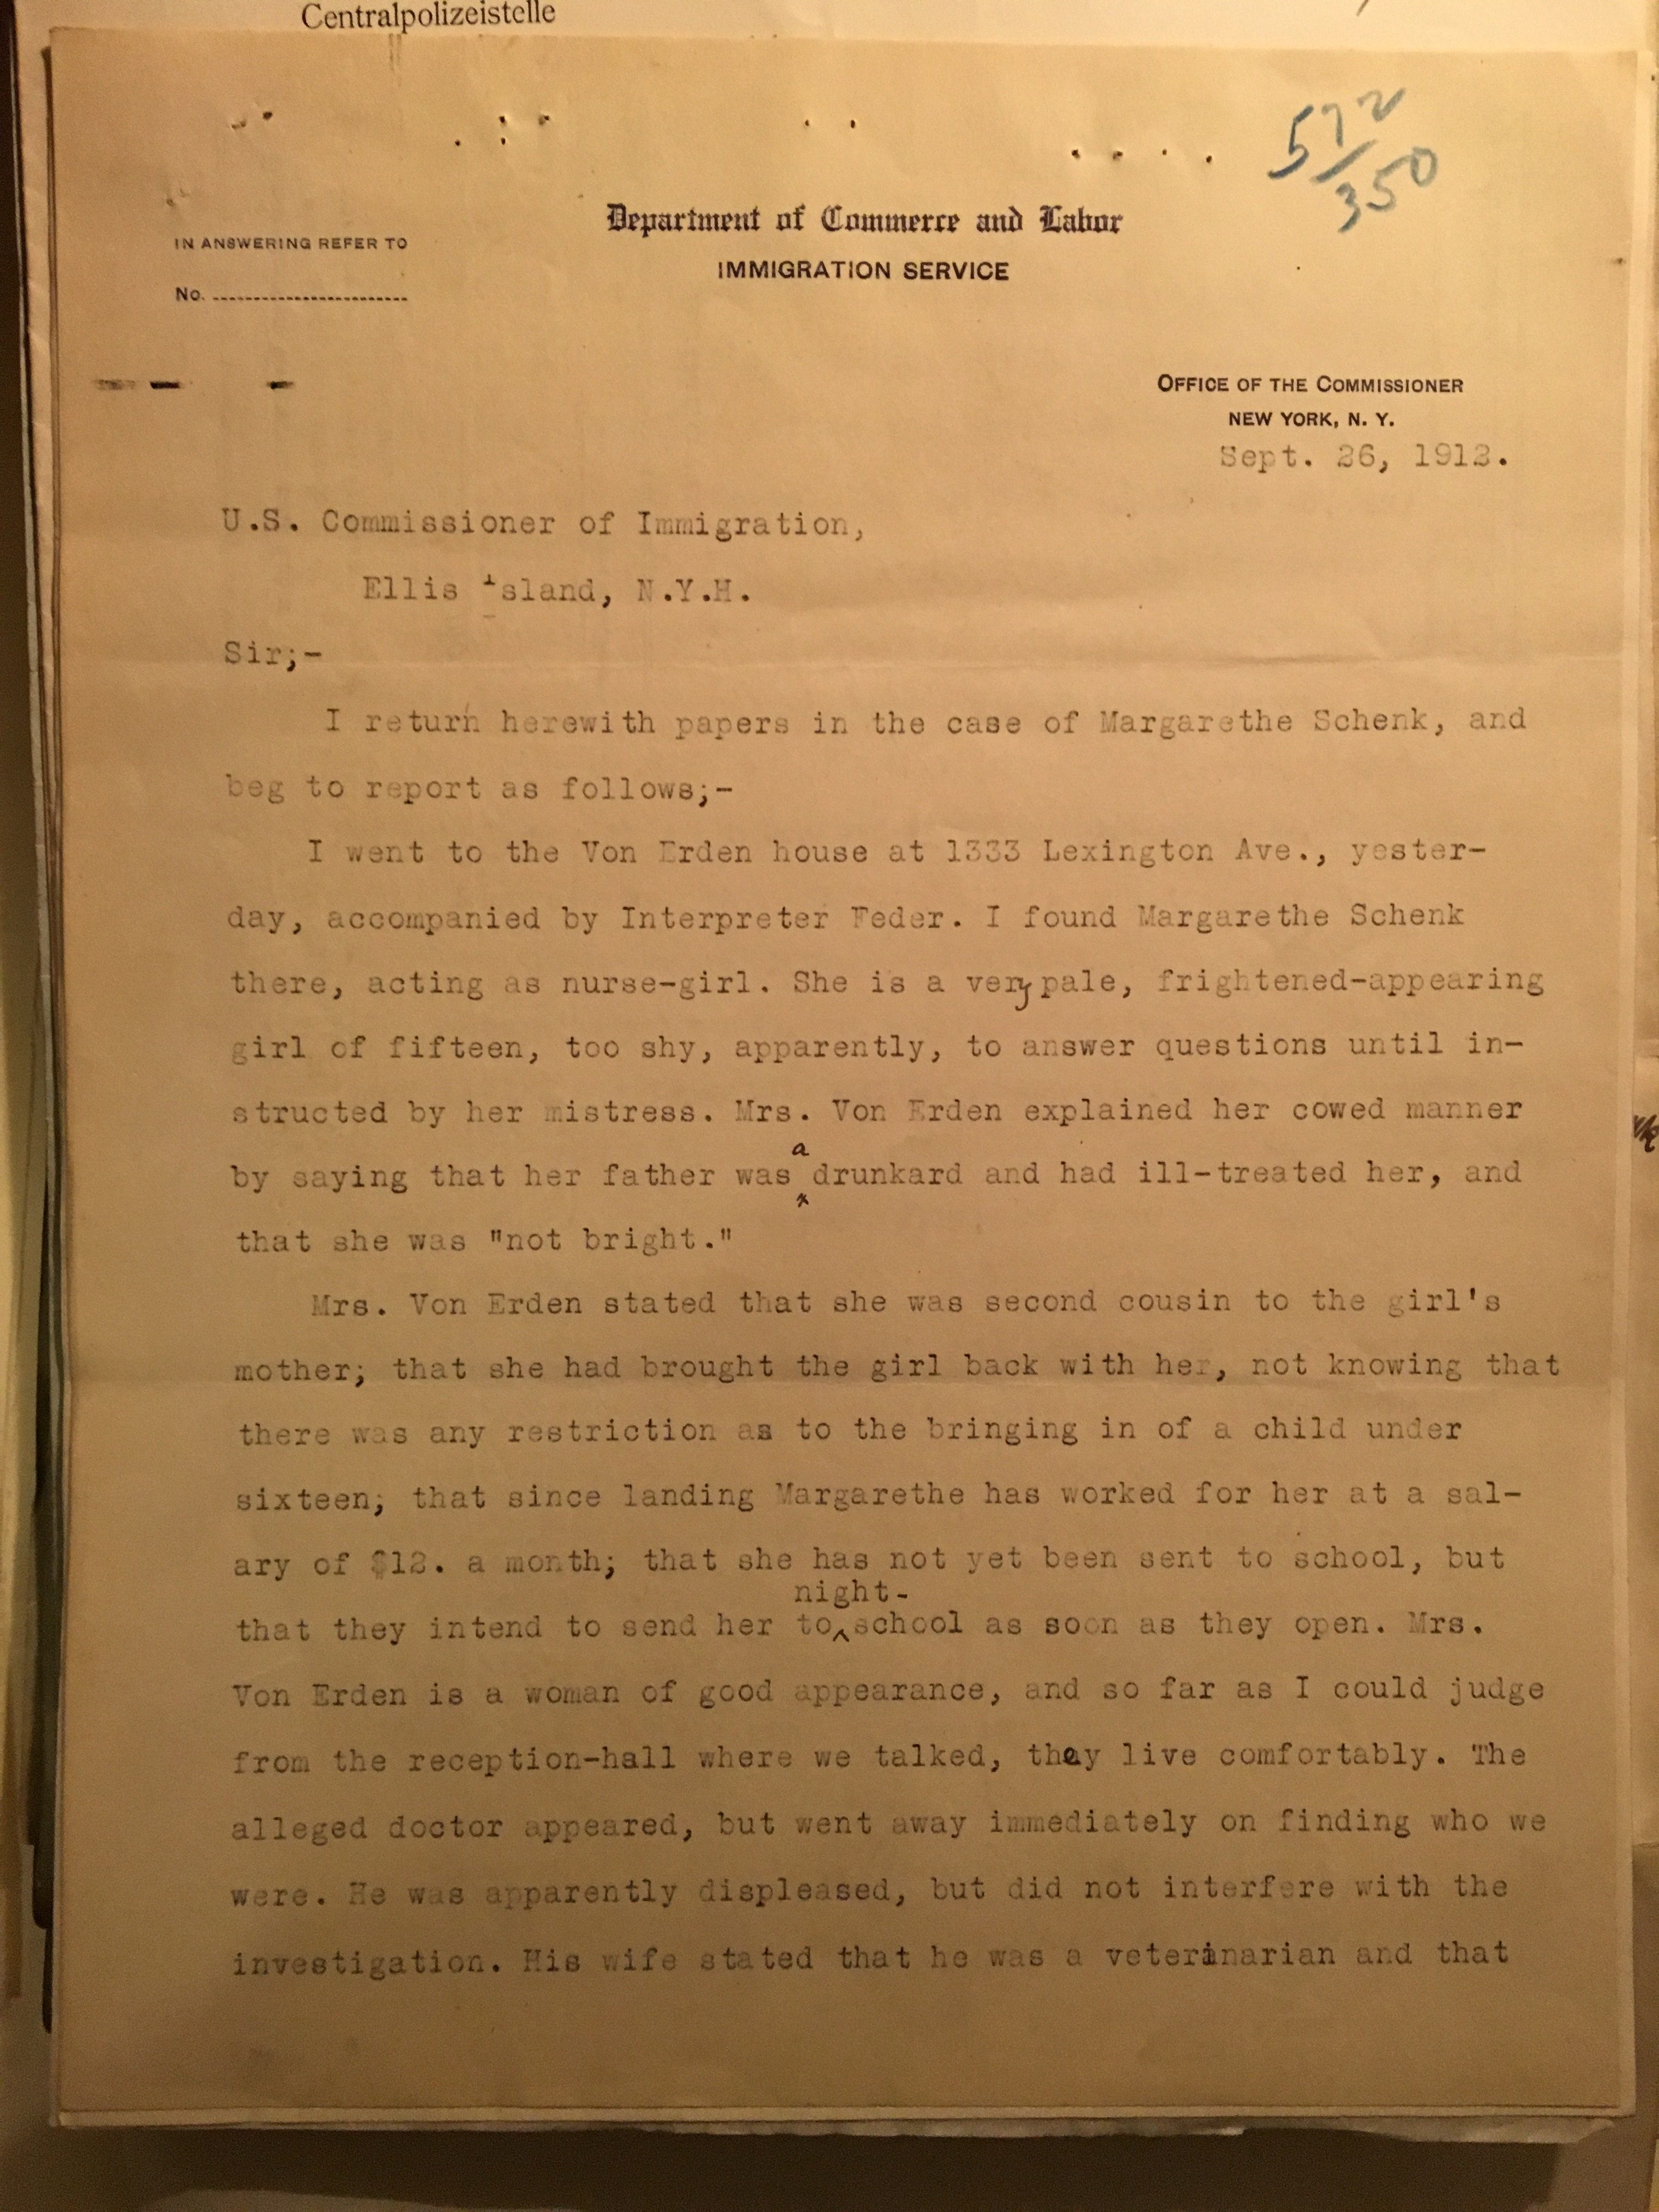 Centralpolizeistelle
572/350
Department of Commerce and Labor
IN ANSWERING REFER TO
IMMIGRATION SERVICE
No.
OFFICE OF THE COMMISSIONER
NEW YORK, N. Y.
Sept. 26, 1912.
U.S. Commissioner of Immigration,
Ellis Island, N.Y.H.
Sir;-
I return herewith papers in the case of Margarethe Schenk, and
beg to report as follows;-
I went to the Von Erden house at 1333 Lexington Ave., yester-
day, accompanied by Interpreter Feder. I found Margarethe Schenk
there, acting as nurse-girl. She is a very pale, frightened-appearing
girl of fifteen, too shy, apparently, to answer questions until in-
structed by her mistress. Mrs. Von Erden explained her cowed manner
by saying that her father was a drunkard and had ill-treated her, and
that she was "not bright."
Mrs. Von Erden stated that she was second cousin to the girl's
mother; that she had brought the girl back with her, not knowing that
there was any restriction as to the bringing in of a child under
sixteen; that since landing Margarethe has worked for her at a sal-
ary of $12. a month; that she has not yet been sent to school, but
that they intend to send her to night-school as soon as they open. Mrs.
Von Erden is a woman of good appearance, and so far as I could judge
from the reception-hall where we talked, they live comfortably. The
alleged doctor appeared, but went away immediately on finding who we
were. He was apparently displeased, but did not interfere with the
investigation. His wife stated that he was a veterinarian and that